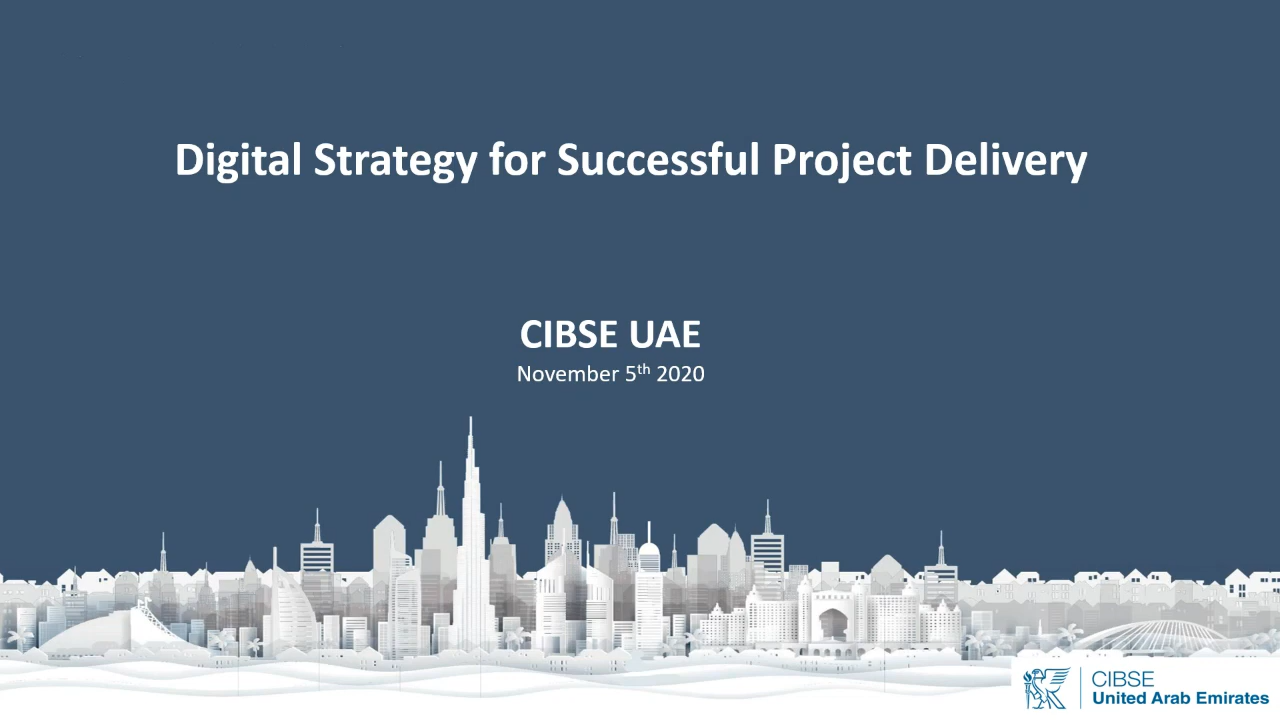 Digital Strategy for Successful Project Delivery
CIBSE UAE
November 5th 2020
CIBSE
United Arab Emirates